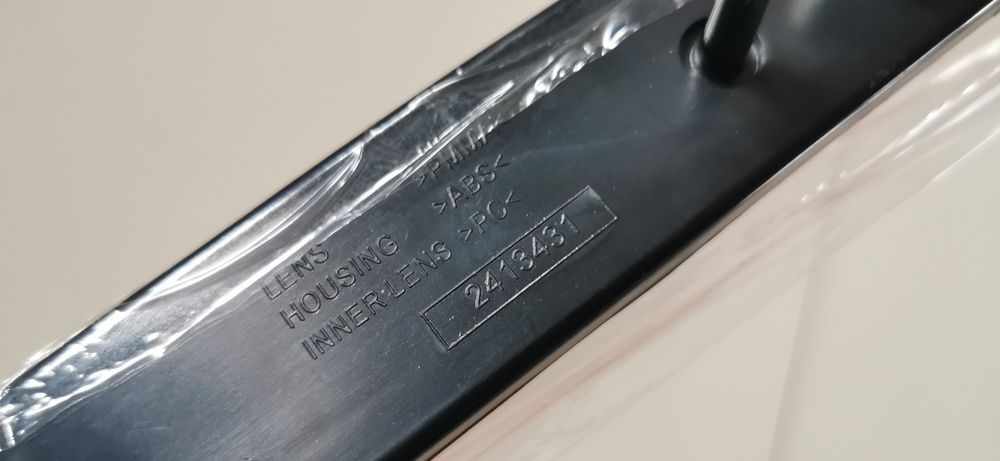 LENS >PMMA<
HOUSING >ABS<
INNER:LENS >PC<
2413431